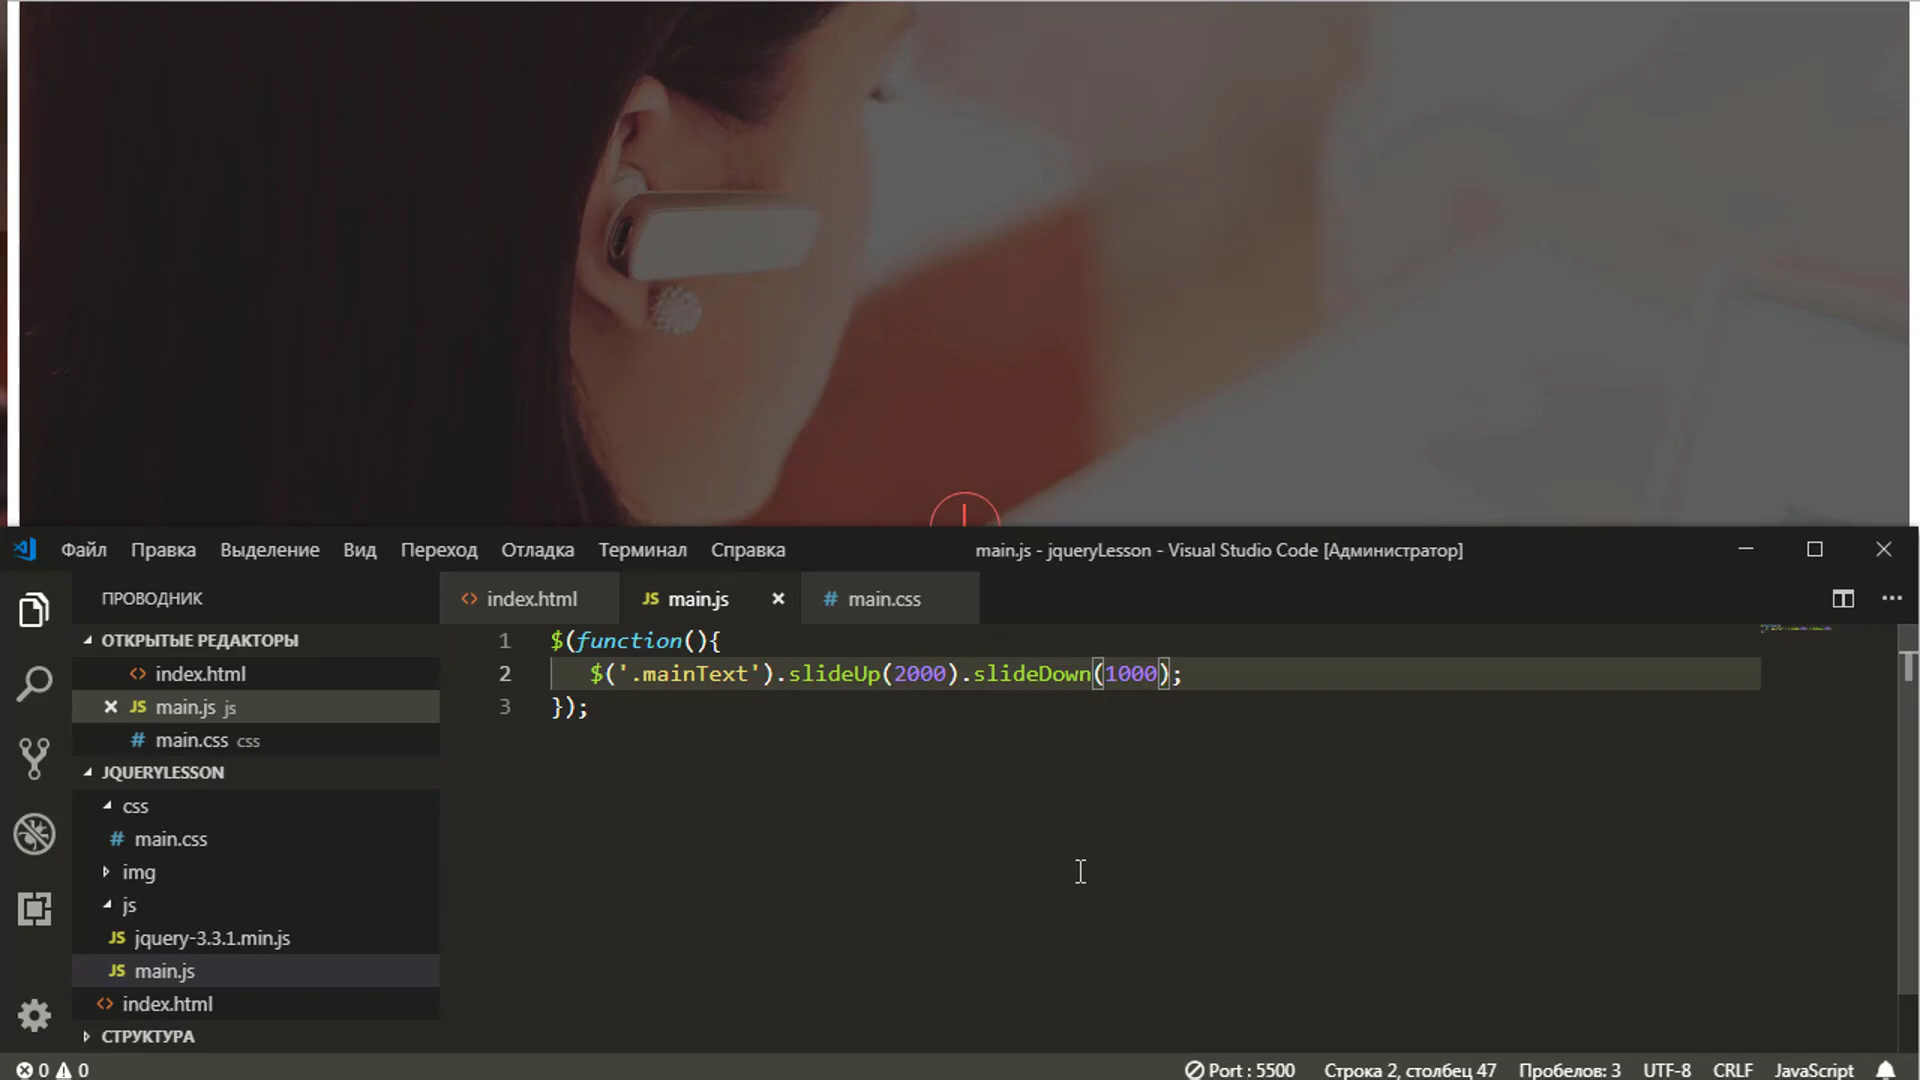 Файл Правка Выделение Вид Переход Отладка Терминал Справка main.js - jqueryLesson - Visual Studio Code [Администратор]
ПРОВОДНИК
ОТКРЫТЫЕ РЕДАКТОРЫ
index.html
JS main.js js
# main.css css
JQUERYLESSON
css
# main.css
img
js
JS jquery-3.3.1.min.js
JS main.js
index.html
СТРУКТУРА
<> index.html JS main.js × # main.css
1 $(function(){
2 $('.mainText').slideUp(2000).slideDown(1000);
3 });
0 0 Port : 5500 Строка 2, столбец 47 Пробелов: 3 UTF-8 CRLF JavaScript